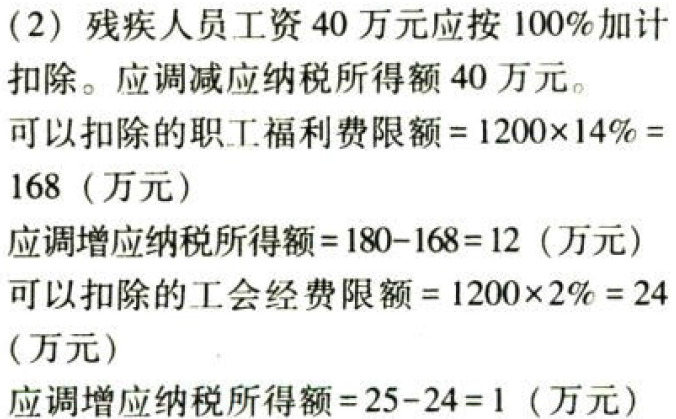 (2) 残疾人员工资 40 万元应按 100%加计
扣除。应调减应纳税所得额 40 万元。
可以扣除的职工福利费限额 = 1200×14% =
168 (万元)
应调增应纳税所得额 = 180-168 = 12 (万元)
可以扣除的工会经费限额 = 1200×2% = 24
(万元)
应调增应纳税所得额 = 25-24 = 1 (万元)